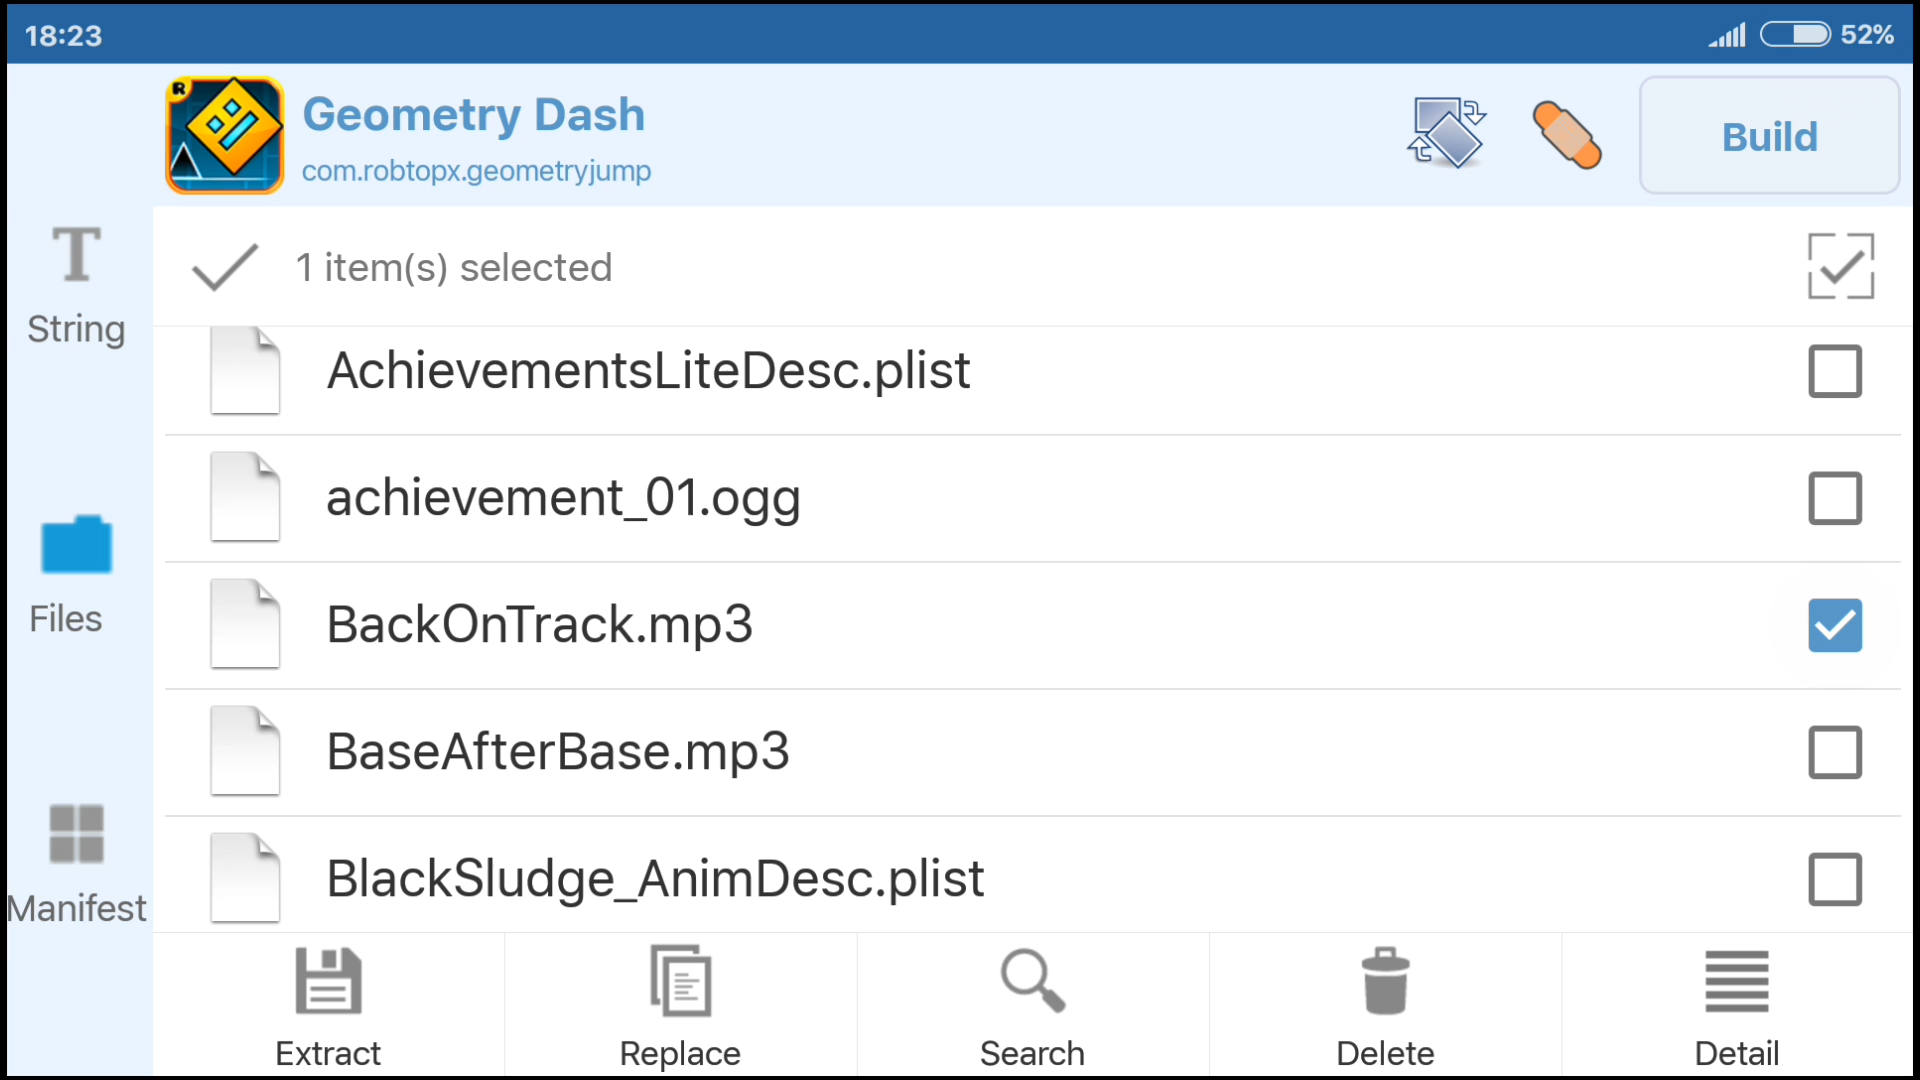 18:23
52%
R
Geometry Dash
com.robtopx.geometryjump
Build
1 item(s) selected
T
String
AchievementsLiteDesc.plist
achievement_01.ogg
Files
BackOnTrack.mp3
BaseAfterBase.mp3
Manifest
BlackSludge_AnimDesc.plist
Extract
Replace
Search
Delete
Detail